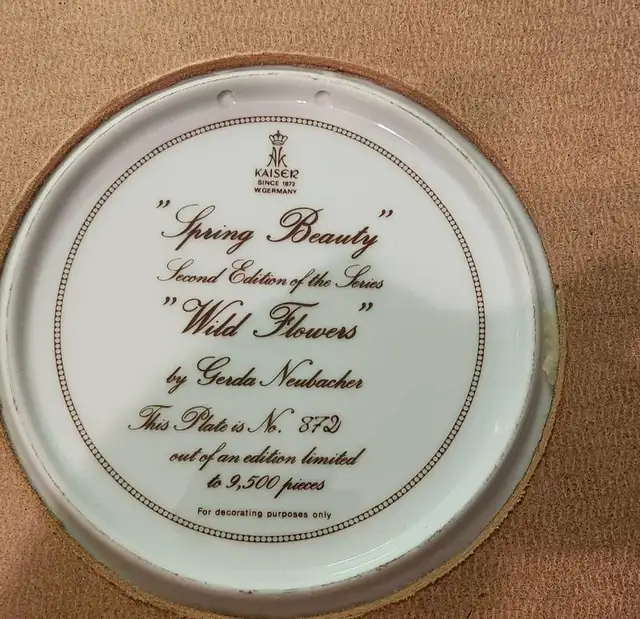 AK
KAISER
SINCE 1872
W.GERMANY
"Spring Beauty"
Second Edition of the Series
"Wild Flowers"
by Gerda Neubacher
This Plate is No. 872
out of an edition limited
to 9,500 pieces
For decorating purposes only